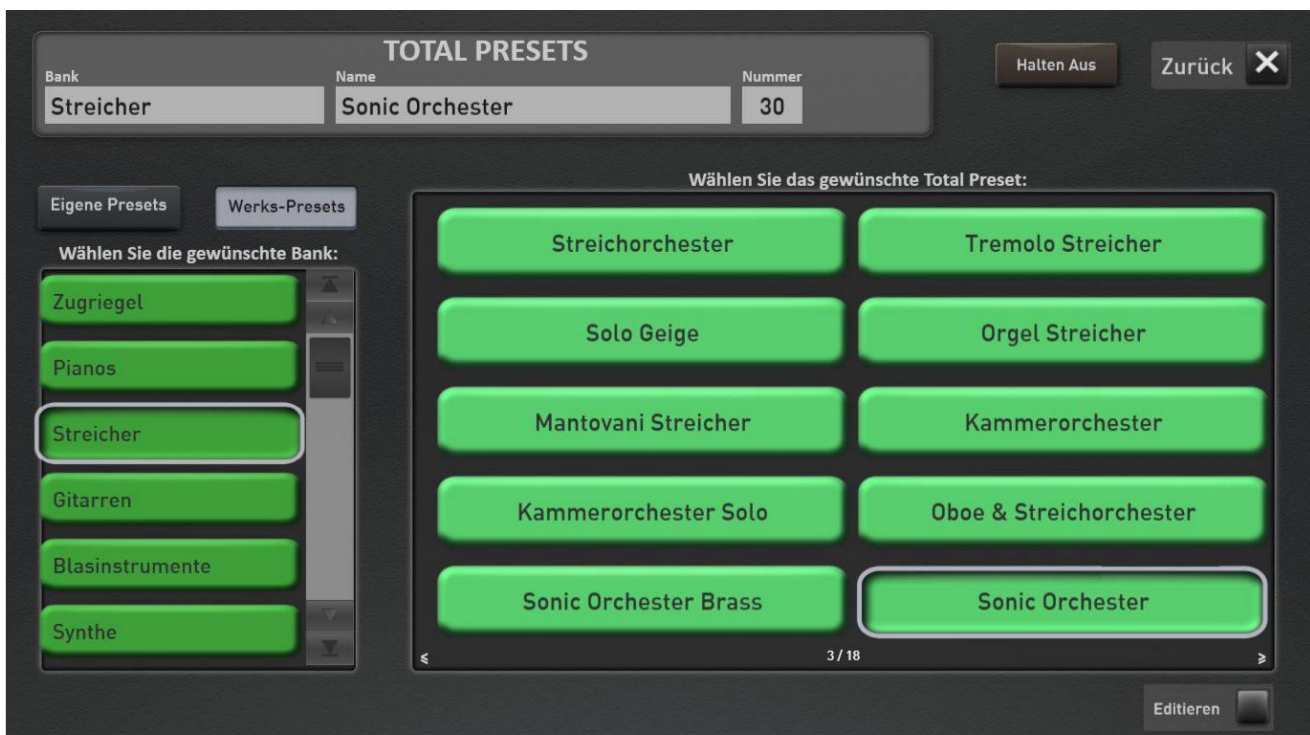 TOTAL PRESETS
Bank
Name
Nummer
Streicher
Sonic Orchester
30
Halten Aus
Zurück
Eigene Presets
Werks-Presets
Wählen Sie die gewünschte Bank:
Zugriegel
Pianos
Streicher
Gitarren
Blasinstrumente
Synthe
Wählen Sie das gewünschte Total Preset:
Streichorchester
Tremolo Streicher
Solo Geige
Orgel Streicher
Mantovani Streicher
Kammerorchester
Kammerorchester Solo
Oboe & Streichorchester
Sonic Orchester Brass
Sonic Orchester
3 / 18
Editieren